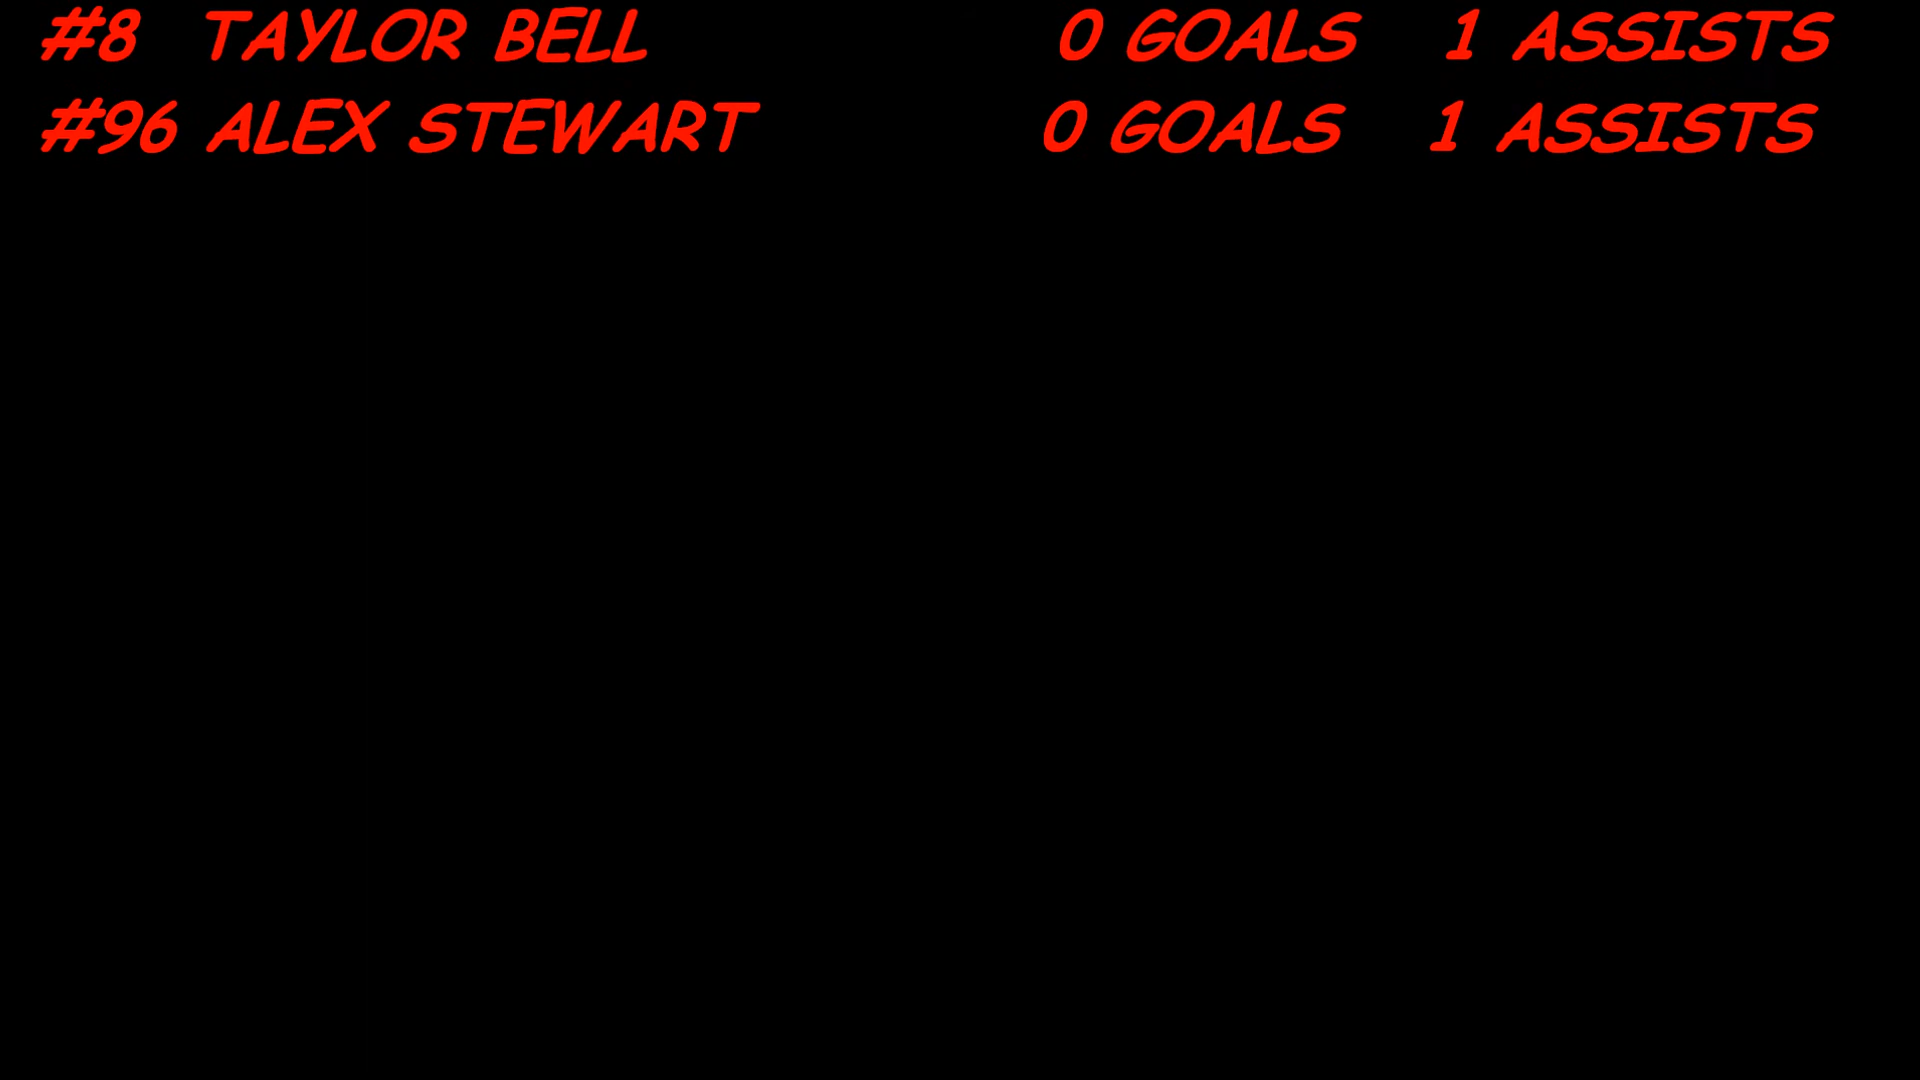 #8 TAYLOR BELL 0 GOALS 1 ASSISTS
#96 ALEX STEWART 0 GOALS 1 ASSISTS